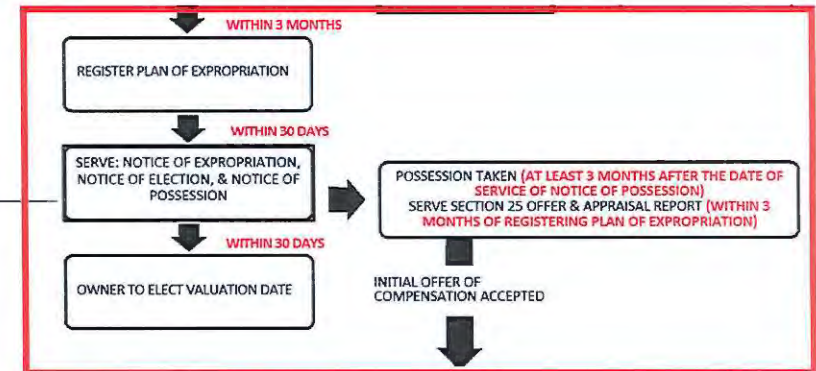 WITHIN 3 MONTHS
REGISTER PLAN OF EXPROPRIATION
WITHIN 30 DAYS
SERVE: NOTICE OF EXPROPRIATION,
NOTICE OF ELECTION, & NOTICE OF
POSSESSION
POSSESSION TAKEN (AT LEAST 3 MONTHS AFTER THE DATE OF
SERVICE OF NOTICE OF POSSESSION)
SERVE SECTION 25 OFFER & APPRAISAL REPORT (WITHIN 3
MONTHS OF REGISTERING PLAN OF EXPROPRIATION)
WITHIN 30 DAYS
OWNER TO ELECT VALUATION DATE
INITIAL OFFER OF
COMPENSATION ACCEPTED